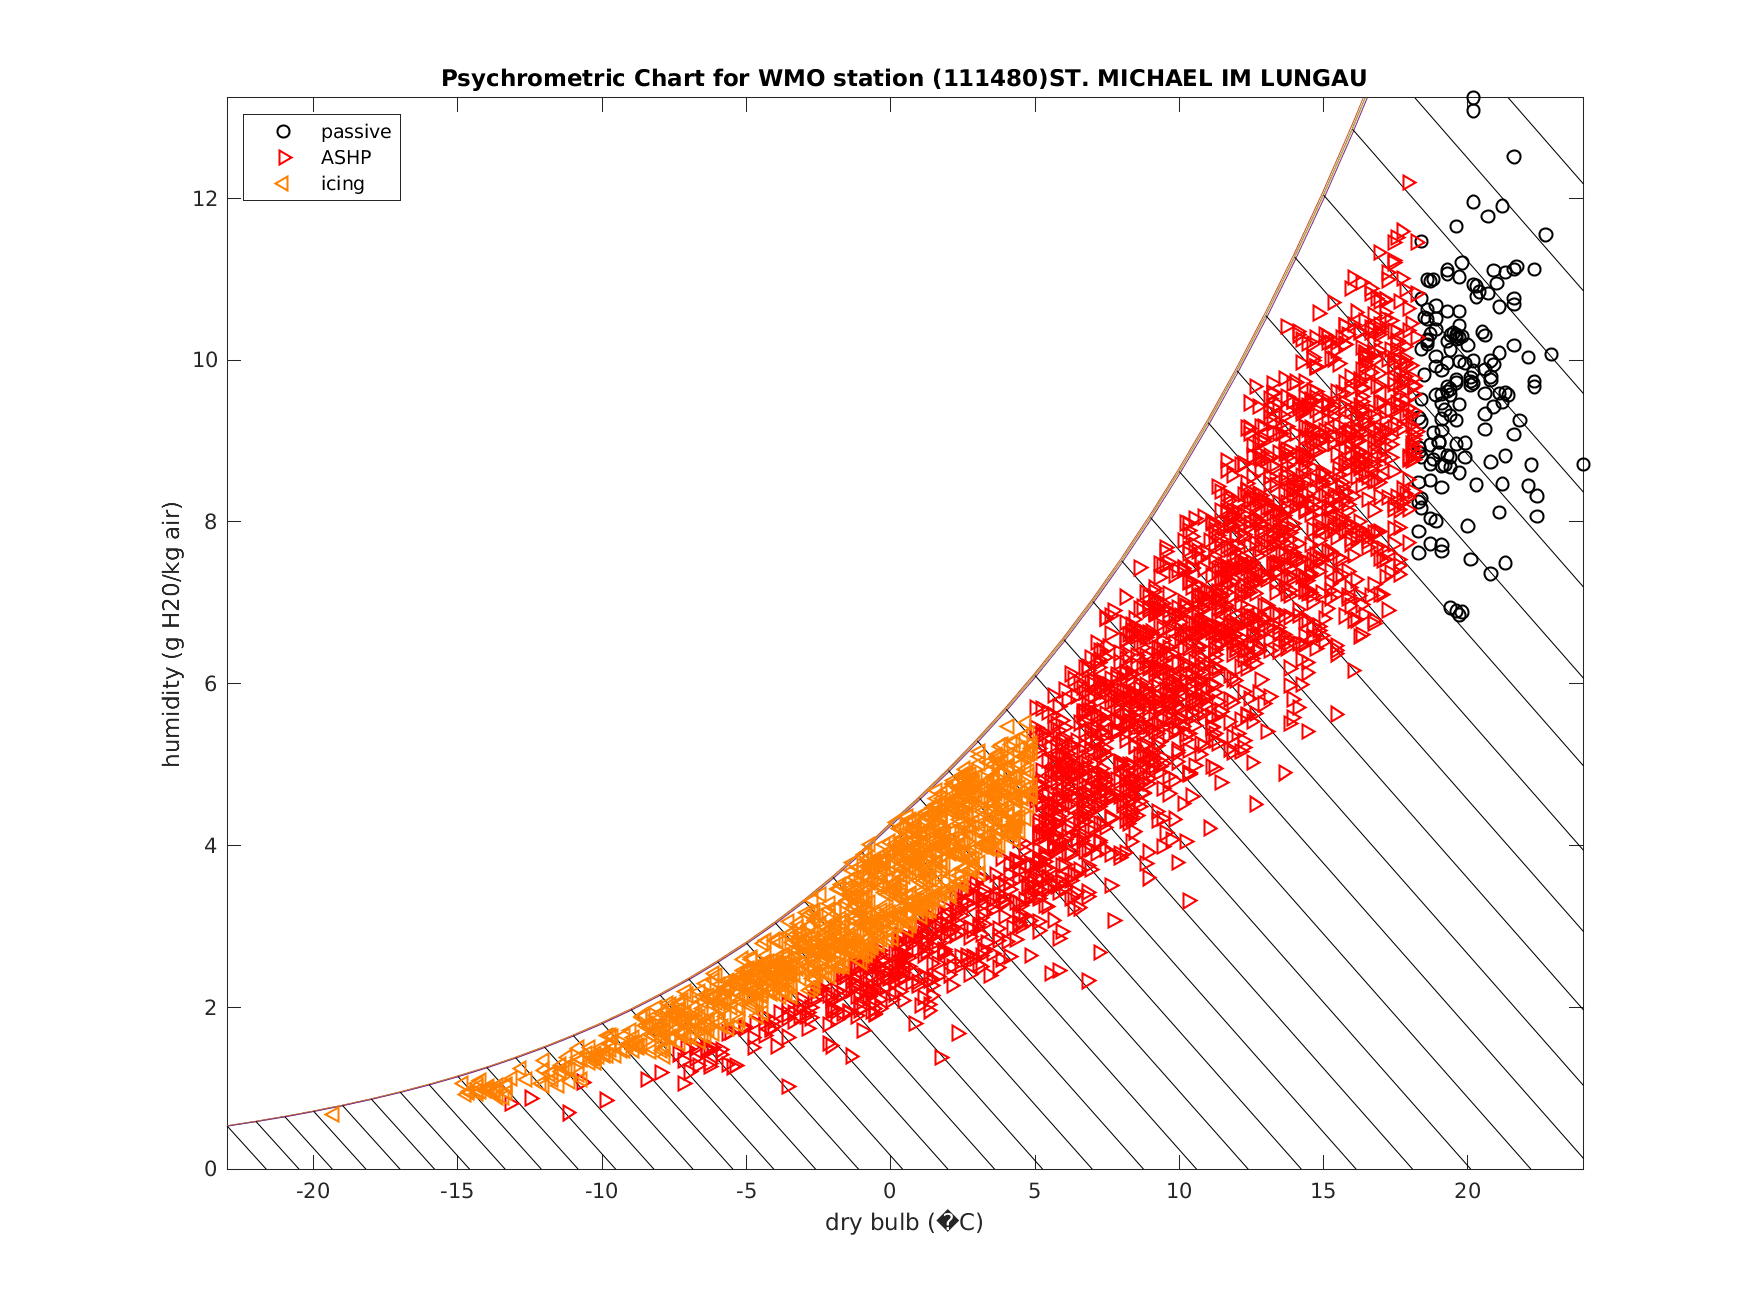 Psychrometric Chart for WMO station (111480)ST. MICHAEL IM LUNGAU
passive
ASHP
icing
humidity (g H20/kg air)
12
10
8
6
4
2
0
-20 -15 -10 -5 0 5 10 15 20
dry bulb (�C)